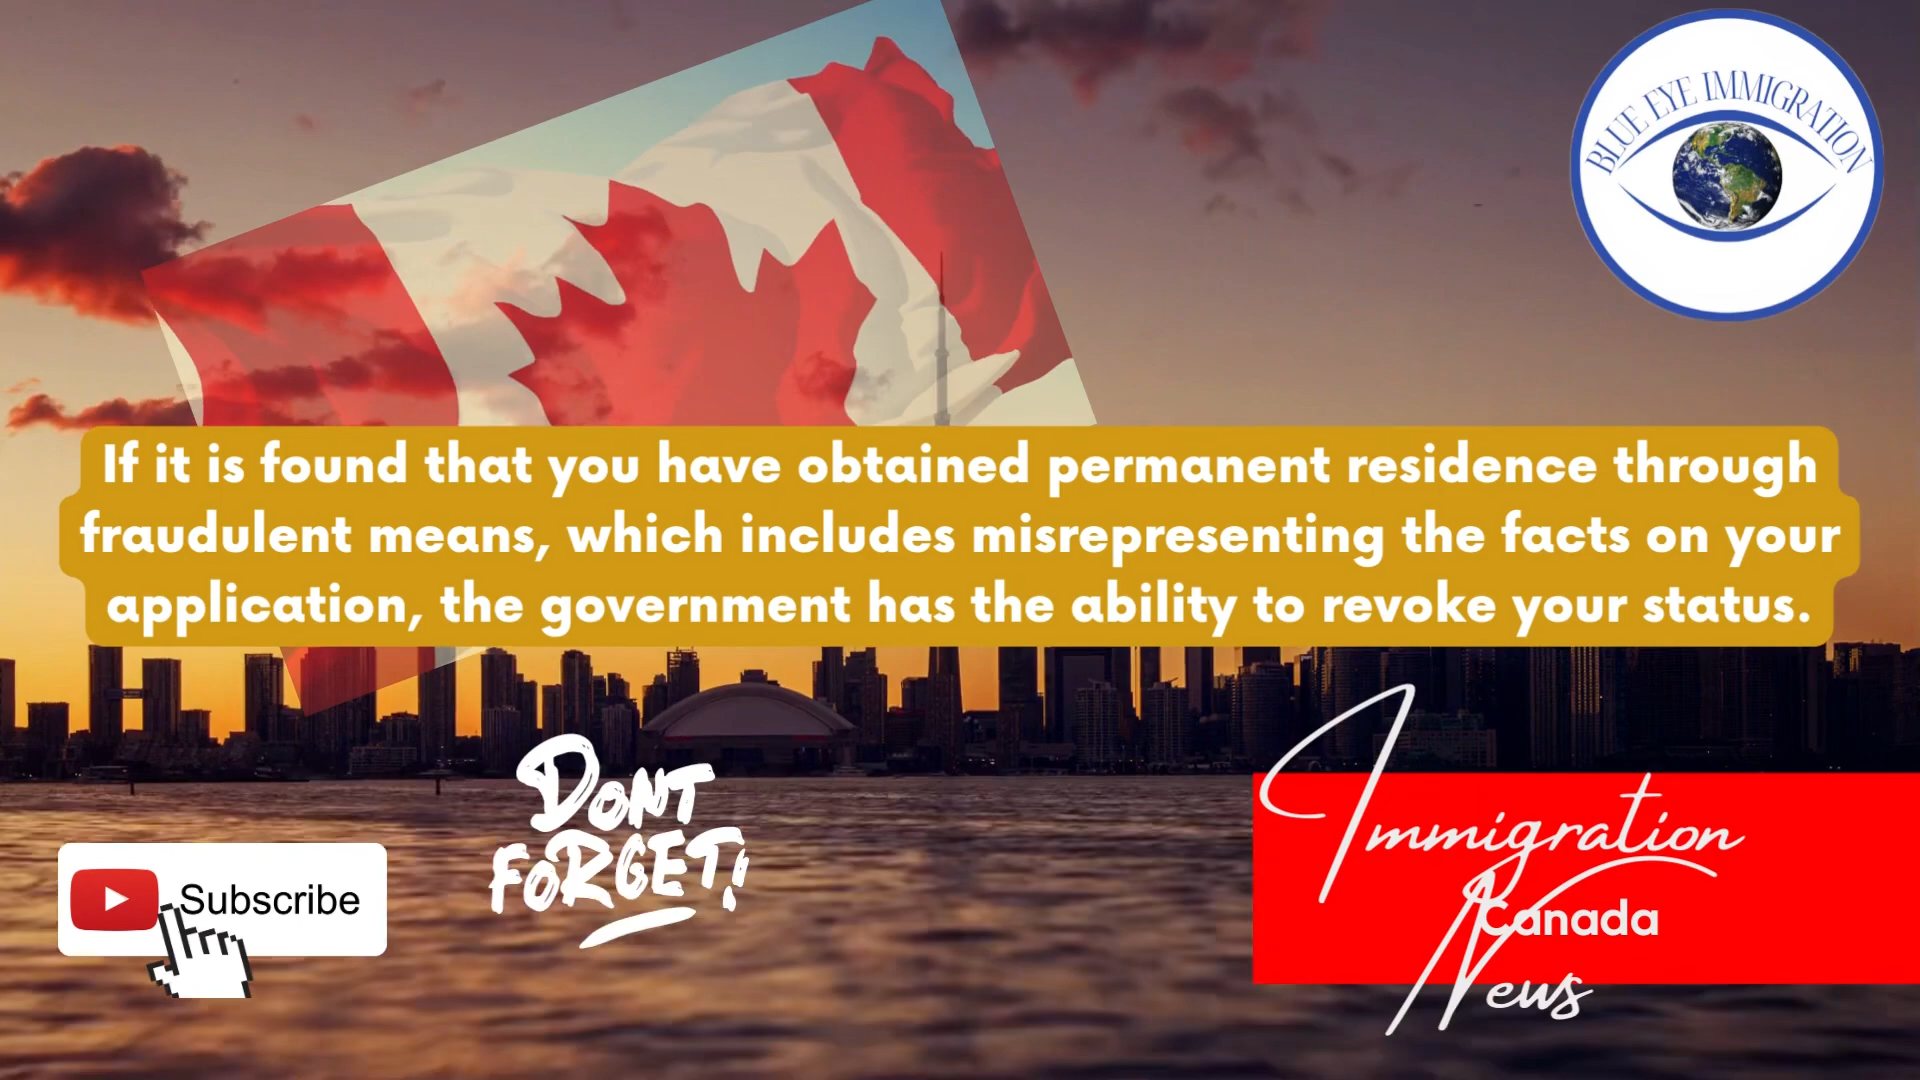 BLUE EYE IMMIGRATION
If it is found that you have obtained permanent residence through
fraudulent means, which includes misrepresenting the facts on your
application, the government has the ability to revoke your status.
DONT
FORGET!
Subscribe
Immigration
Canada
News